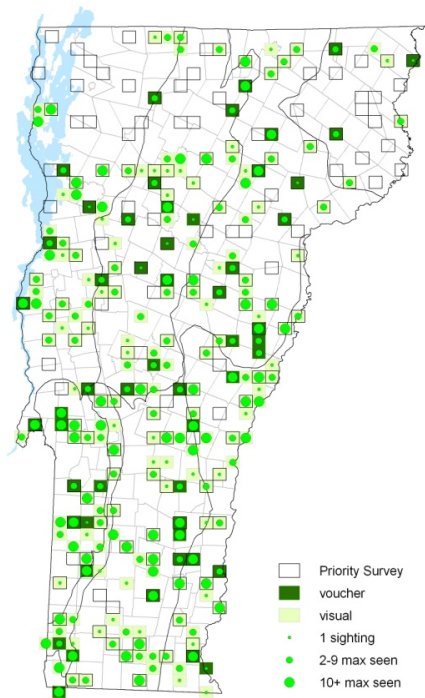 Priority Survey
voucher
visual
1 sighting
2-9 max seen
10+ max seen